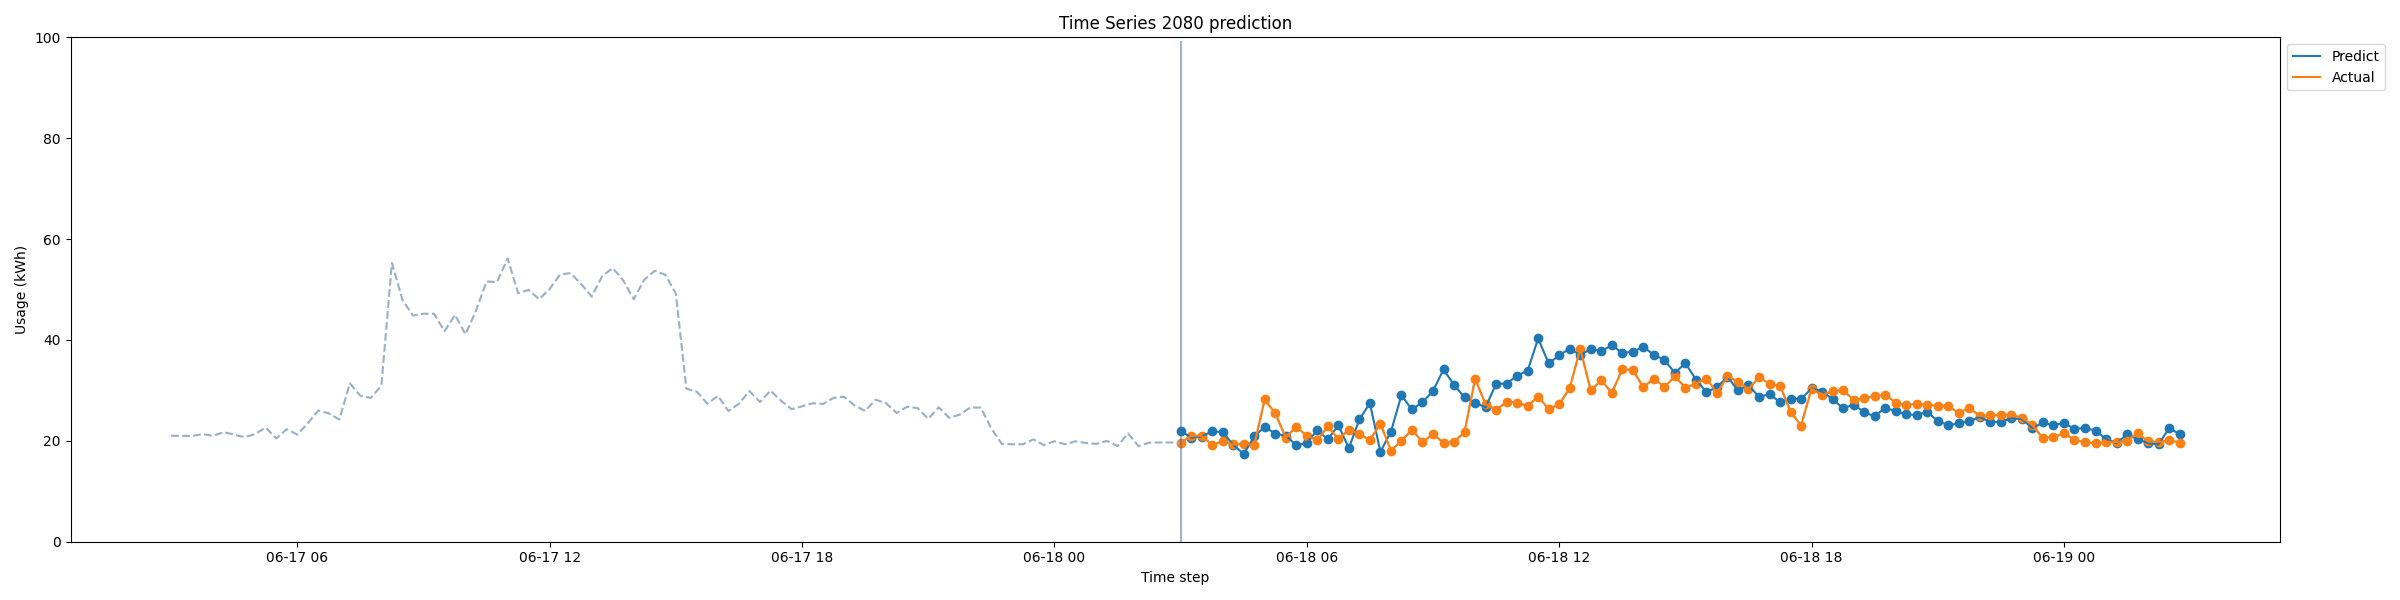 Time Series 2080 prediction
100
80
60
40
20
0
Usage (kWh)
Predict
Actual
06-17 06
06-17 12
06-17 18
06-18 00
06-18 06
06-18 12
06-18 18
06-19 00
Time step